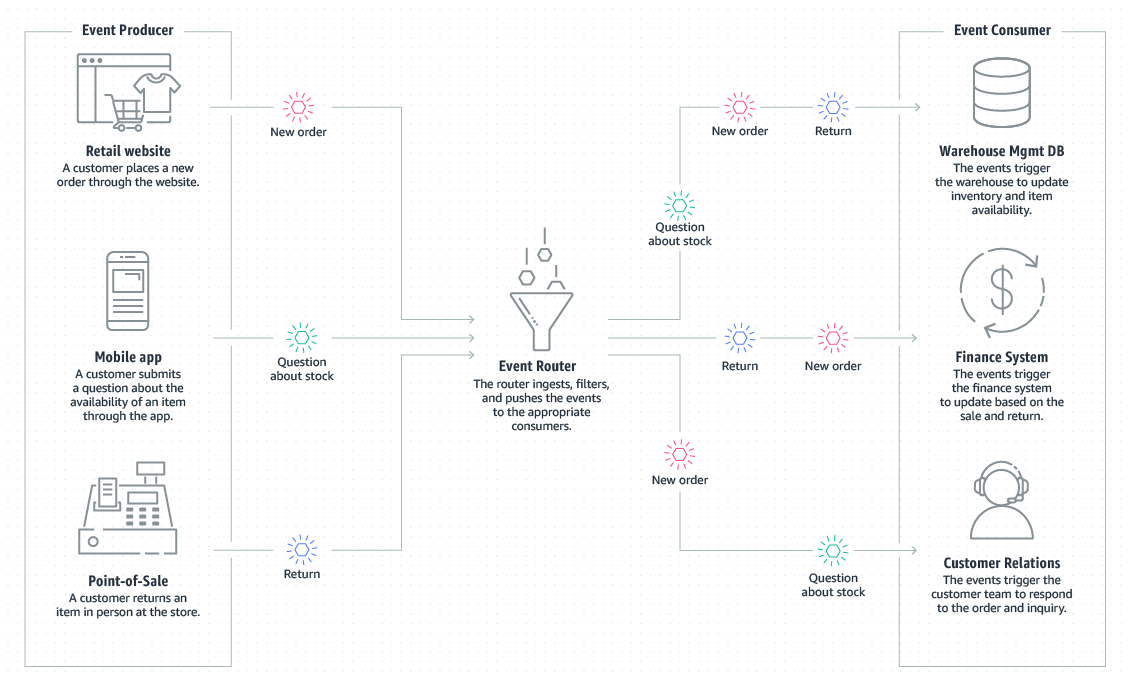 Event Producer
Retail website
A customer places a new
order through the website.
New order
Mobile app
A customer submits
a question about the
availability of an item
through the app.
Question
about stock
Point-of-Sale
A customer returns an
item in person at the store.
Return
Event Router
The router ingests, filters,
and pushes the events
to the appropriate
consumers.
Question
about stock
New order
Return
Return
New order
New order
Question
about stock
Event Consumer
Warehouse Mgmt DB
The events trigger
the warehouse to update
inventory and item
availability.
Finance System
The events trigger
the finance system
to update based on the
sale and return.
Customer Relations
The events trigger the
customer team to respond
to the order and inquiry.